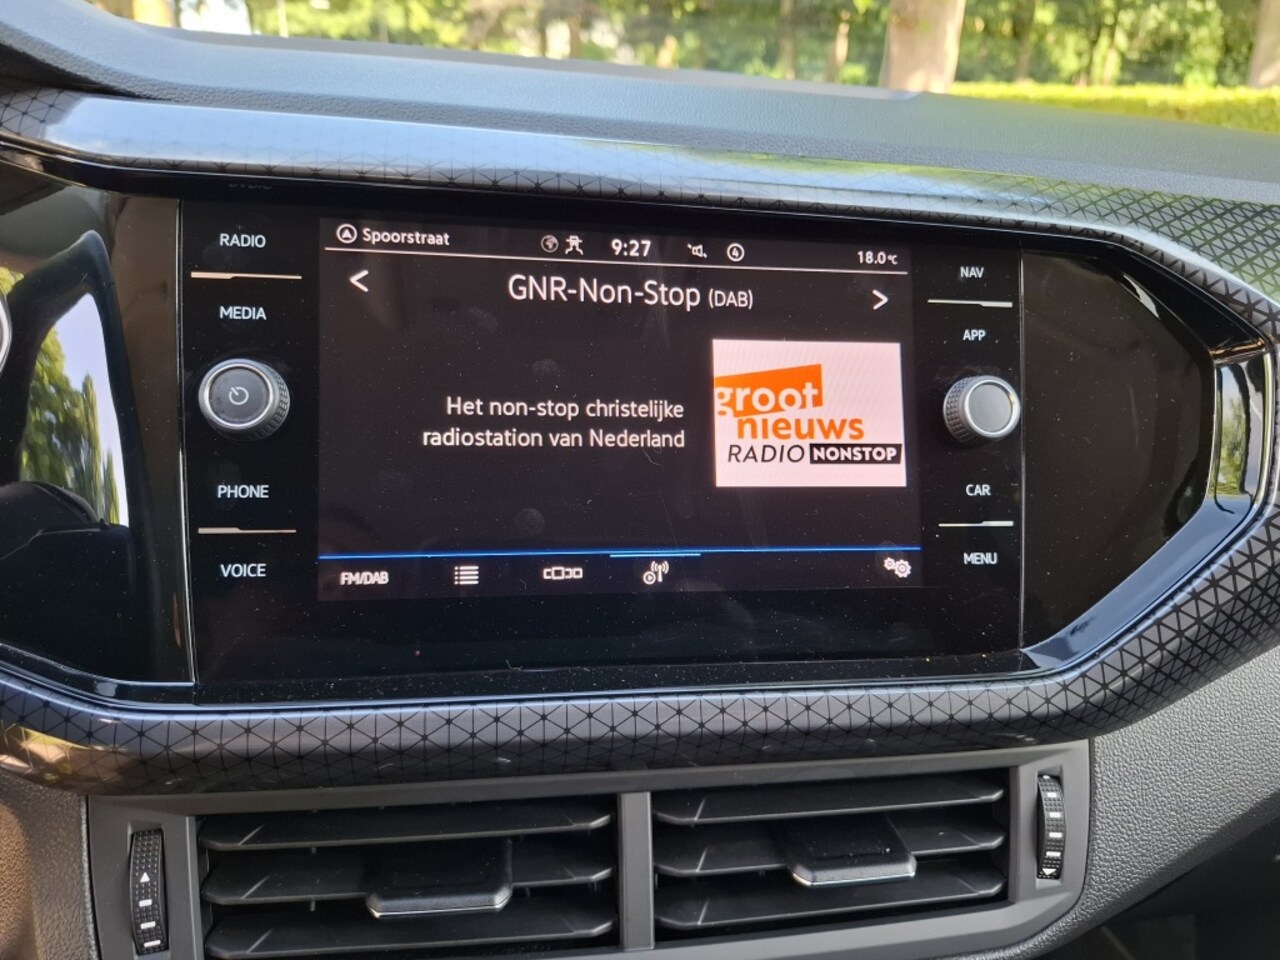 RADIO
MEDIA
PHONE
VOICE
Spoorstraat
9:27
4
18.0°C
GNR-Non-Stop (DAB)
Het non-stop christelijke
radiostation van Nederland
groot
nieuws
RADIO NONSTOP
FM/DAB
NAV
APP
CAR
MENU